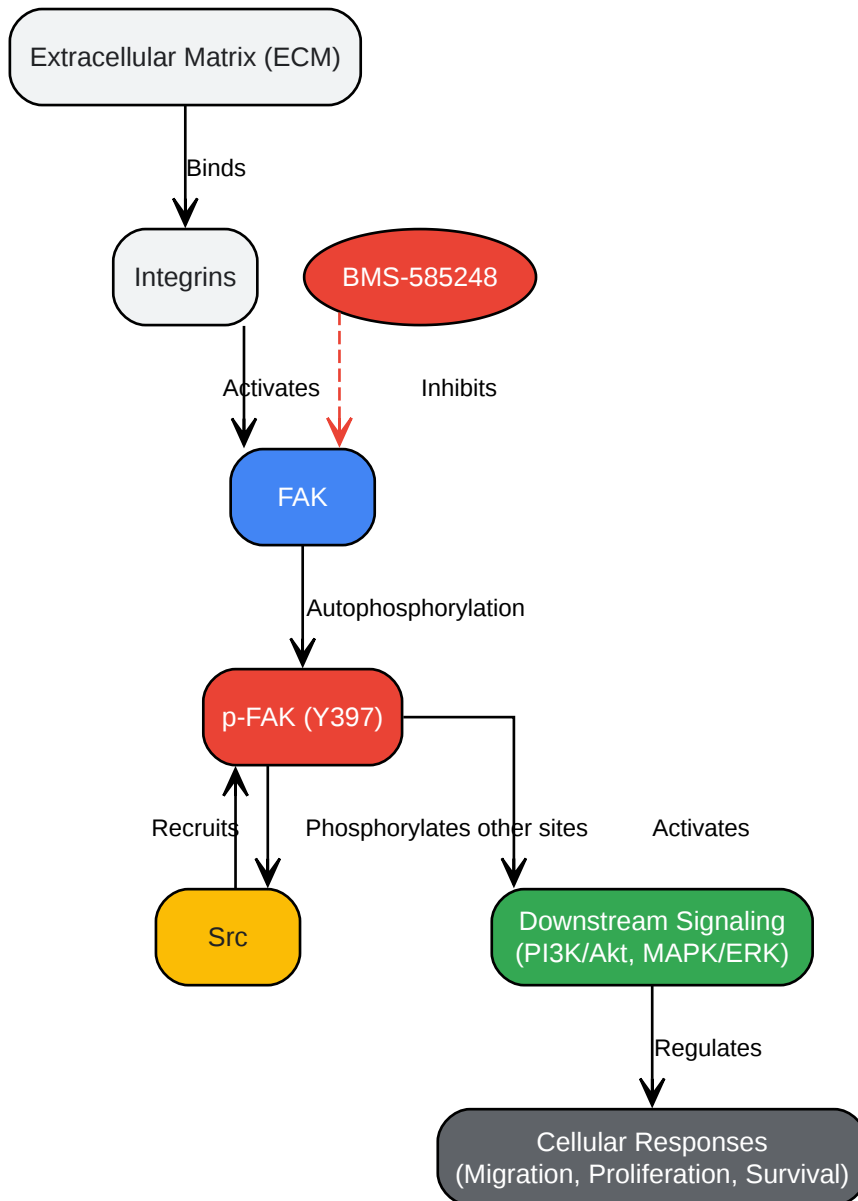 Extracellular Matrix (ECM)
Binds
Integrins
BMS-585248
Activates
Inhibits
FAK
Autophosphorylation
p-FAK (Y397)
Recruits
Phosphorylates other sites
Activates
Src
Downstream Signaling
(PI3K/Akt, MAPK/ERK)
Regulates
Cellular Responses
(Migration, Proliferation, Survival)